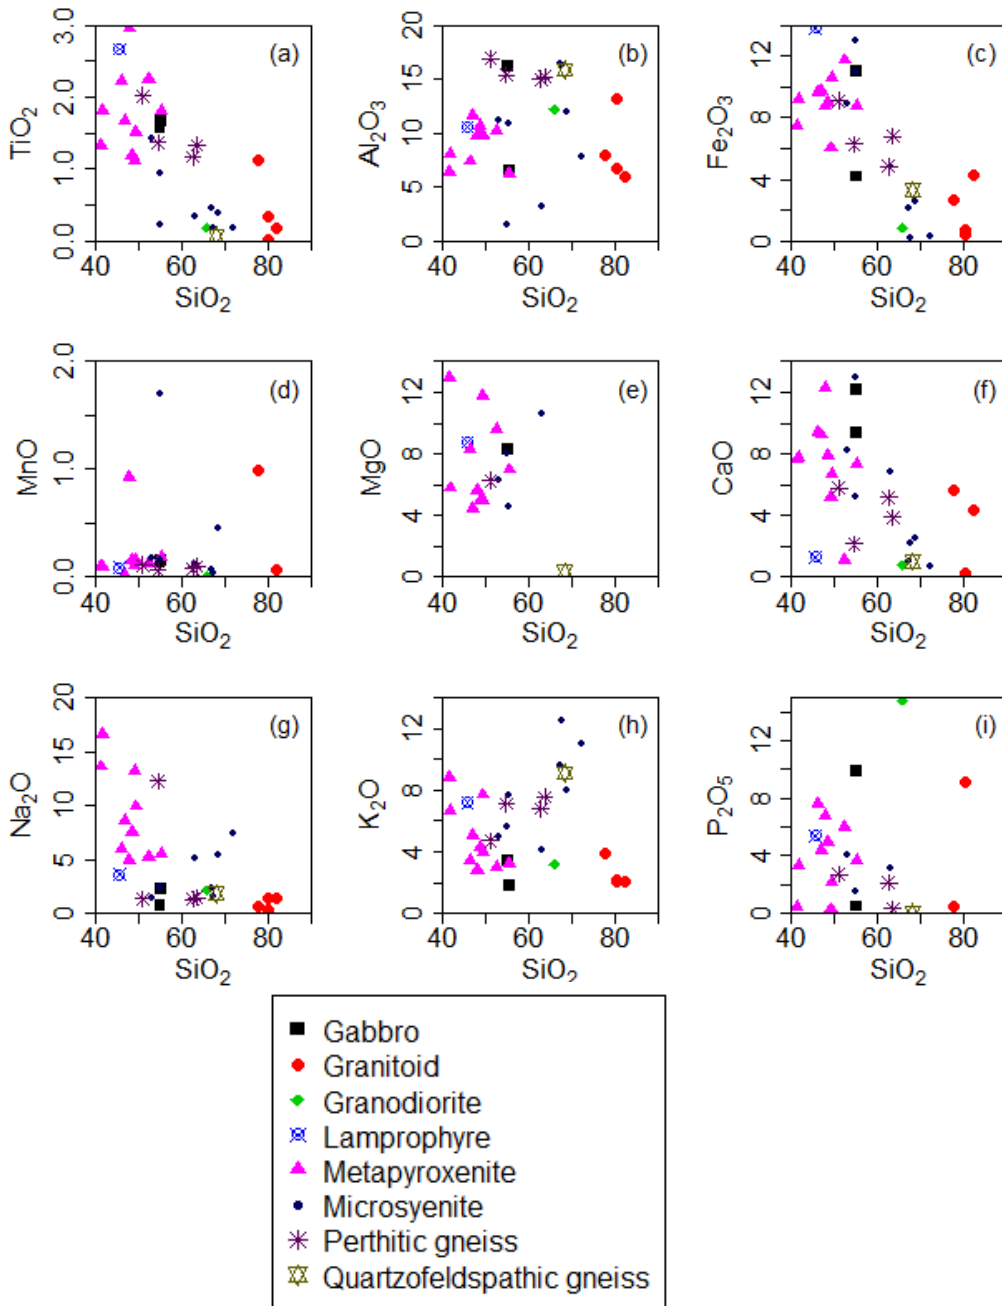 (a) (b) (c)
3.0 2.0 1.0 0.0 TiO₂
20 15 10 5 0 Al₂O₃
12 8 4 0 Fe₂O₃
40 60 80 40 60 80 40 60 80
SiO₂ SiO₂ SiO₂
(d) (e) (f)
2.0 1.0 0.0 MnO
12 8 4 0 MgO
12 8 4 0 CaO
40 60 80 40 60 80 40 60 80
SiO₂ SiO₂ SiO₂
(g) (h) (i)
20 15 10 5 0 Na₂O
12 8 4 0 K₂O
12 8 4 0 P₂O₅
40 60 80 40 60 80 40 60 80
SiO₂ SiO₂ SiO₂
Gabbro
Granitoid
Granodiorite
Lamprophyre
Metapyroxenite
Microsyenite
Perthitic gneiss
Quartzofeldspathic gneiss